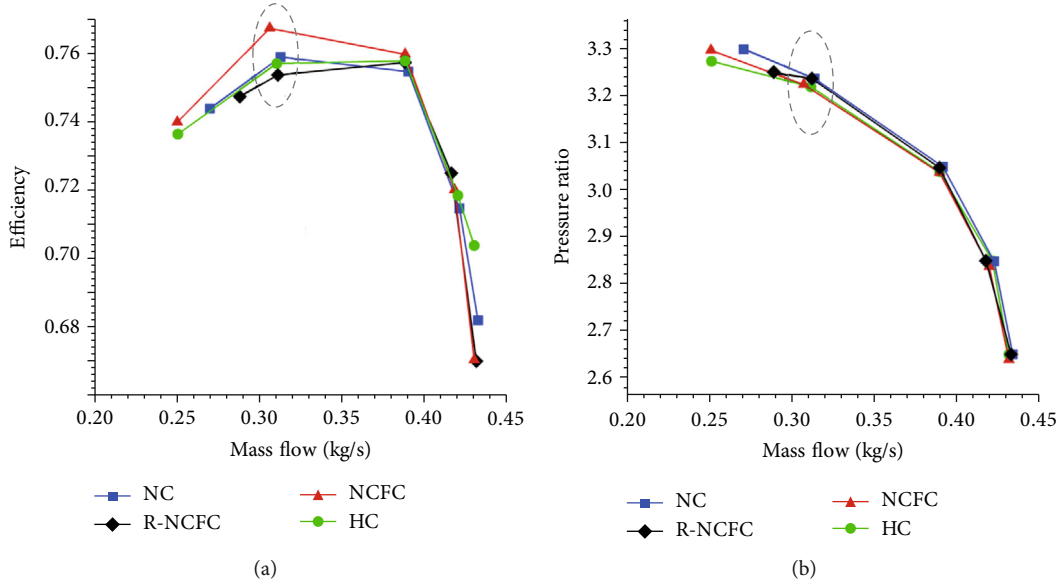 Efficiency
0.76
0.74
0.72
0.70
0.68
0.20 0.25 0.30 0.35 0.40 0.45
Mass flow (kg/s)
NC NCFC
R-NCFC HC
(a)
Pressure ratio
3.3
3.2
3.1
3.0
2.9
2.8
2.7
2.6
0.20 0.25 0.30 0.35 0.40 0.45
Mass flow (kg/s)
NC NCFC
R-NCFC HC
(b)